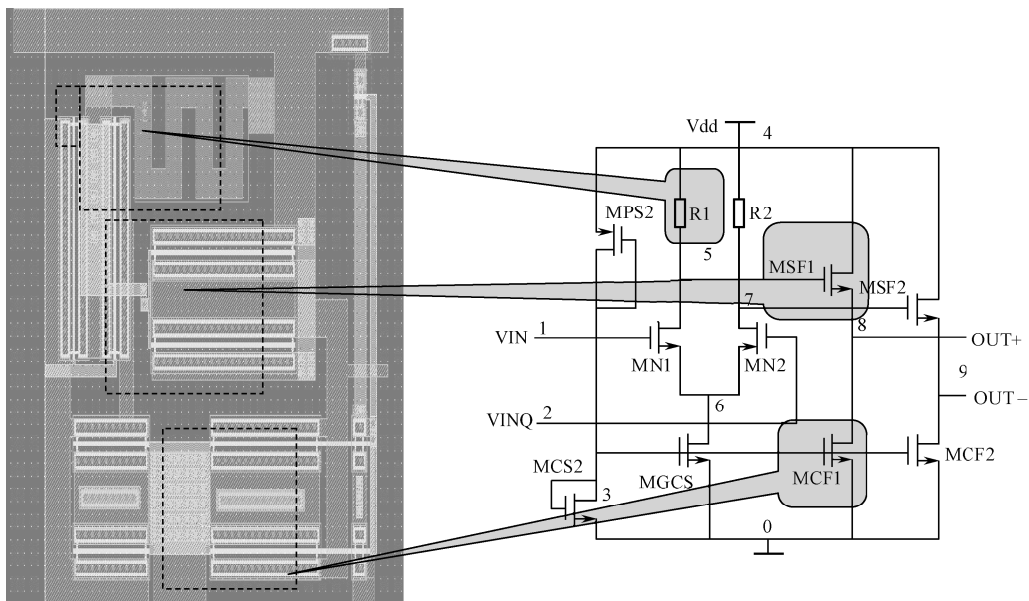 Vdd
4
MPS2
R1
R2
5
MSF1
MSF2
7
8
VIN
1
MN1
MN2
OUT+
9
6
VINQ
2
OUT−
MCS2
MGCS
MCF1
MCF2
3
0